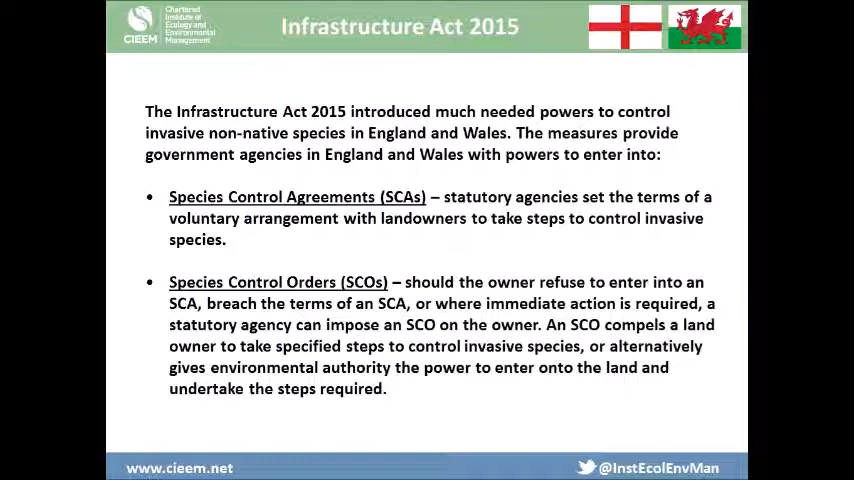 CIEEM
Chartered
Institute of
Ecology and
Environmental
Management
Infrastructure Act 2015
The Infrastructure Act 2015 introduced much needed powers to control
invasive non-native species in England and Wales. The measures provide
government agencies in England and Wales with powers to enter into:
• Species Control Agreements (SCAs) – statutory agencies set the terms of a
voluntary arrangement with landowners to take steps to control invasive
species.
• Species Control Orders (SCOs) – should the owner refuse to enter into an
SCA, breach the terms of an SCA, or where immediate action is required, a
statutory agency can impose an SCO on the owner. An SCO compels a land
owner to take specified steps to control invasive species, or alternatively
gives environmental authority the power to enter onto the land and
undertake the steps required.
www.cieem.net
@InstEcolEnvMan